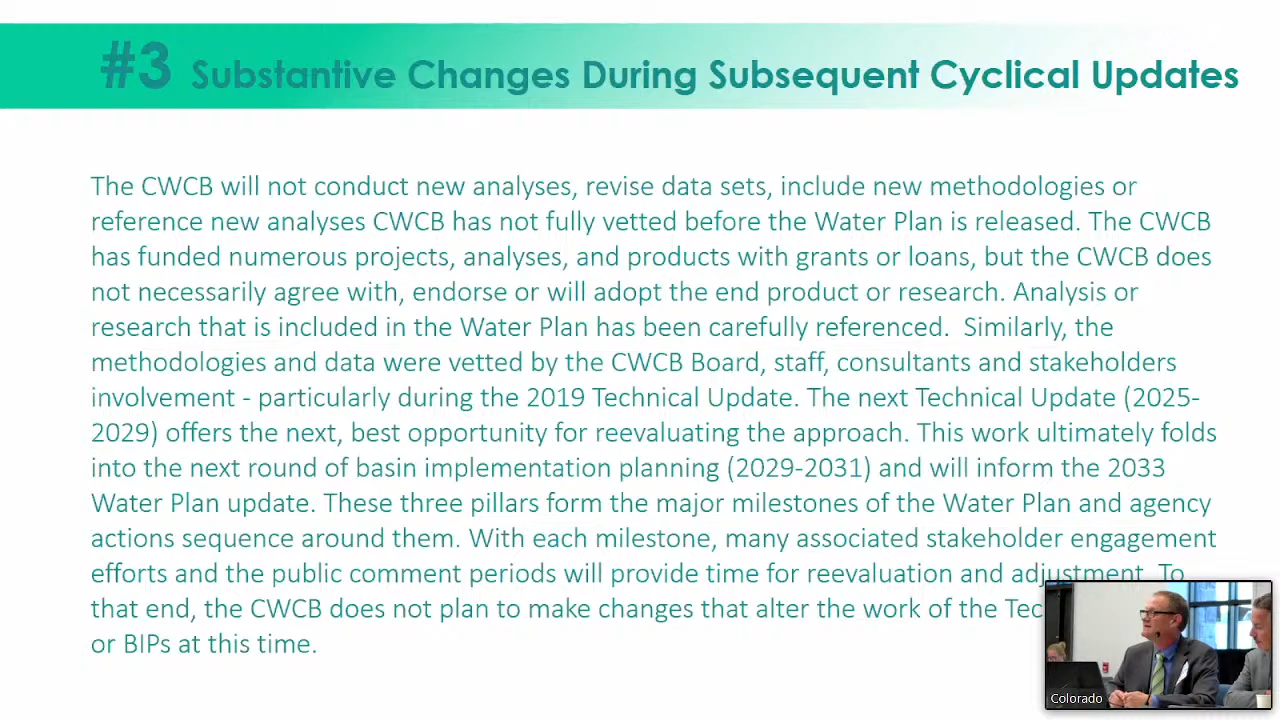 #3 Substantive Changes During Subsequent Cyclical Updates
The CWCB will not conduct new analyses, revise data sets, include new methodologies or
reference new analyses CWCB has not fully vetted before the Water Plan is released. The CWCB
has funded numerous projects, analyses, and products with grants or loans, but the CWCB does
not necessarily agree with, endorse or will adopt the end product or research. Analysis or
research that is included in the Water Plan has been carefully referenced.  Similarly, the
methodologies and data were vetted by the CWCB Board, staff, consultants and stakeholders
involvement - particularly during the 2019 Technical Update. The next Technical Update (2025-
2029) offers the next, best opportunity for reevaluating the approach. This work ultimately folds
into the next round of basin implementation planning (2029-2031) and will inform the 2033
Water Plan update. These three pillars form the major milestones of the Water Plan and agency
actions sequence around them. With each milestone, many associated stakeholder engagement
efforts and the public comment periods will provide time for reevaluation and adjustment. To
that end, the CWCB does not plan to make changes that alter the work of the
or BIPs at this time.
Colorado